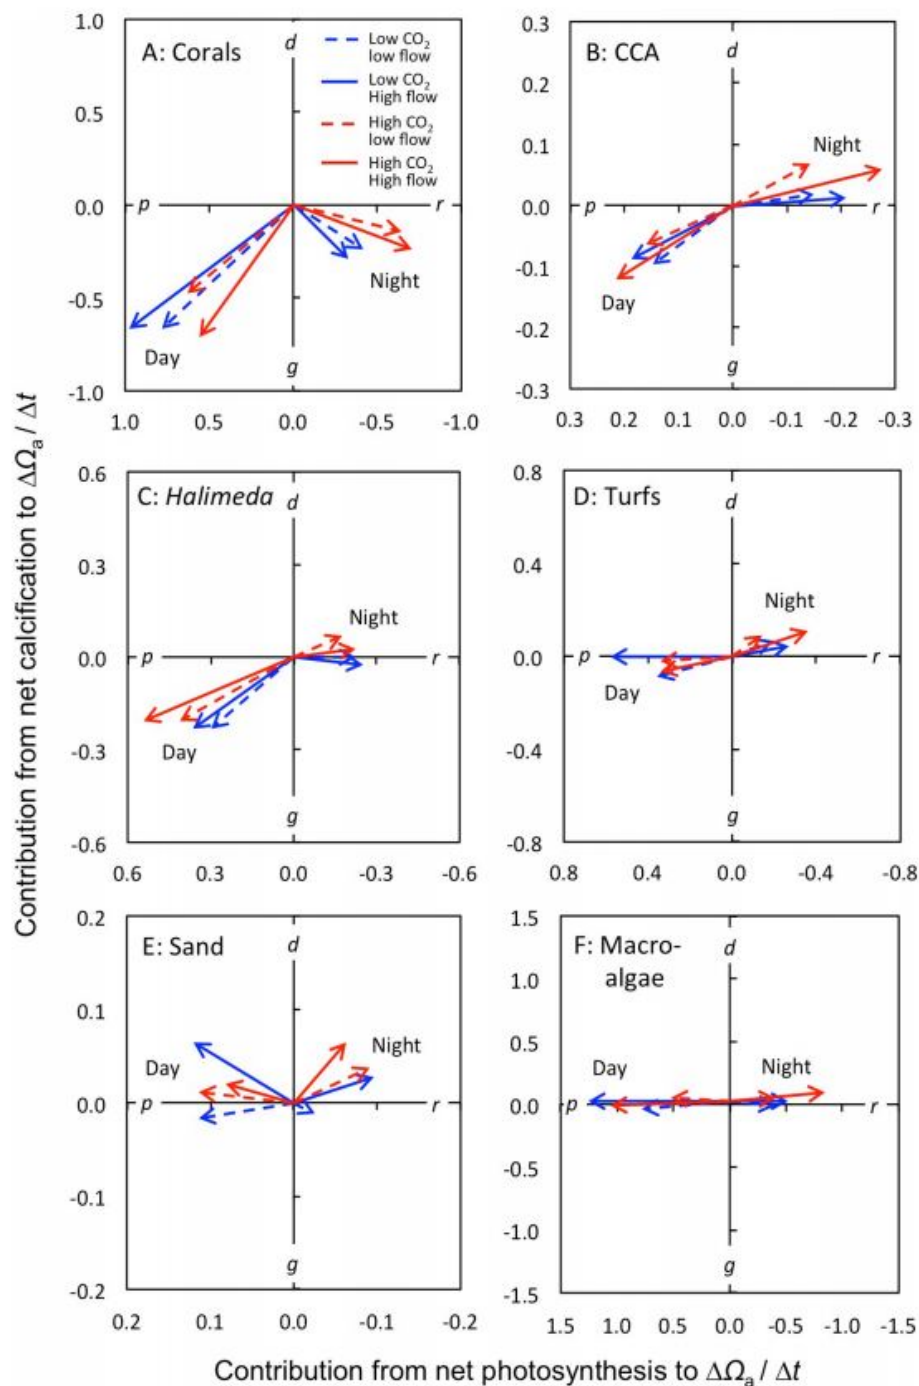 Contribution from net calcification to ΔΩa / Δt
A: Corals
Low CO2
low flow
Low CO2
High flow
High CO2
low flow
High CO2
High flow
1.0
0.5
0.0
-0.5
-1.0
d
p
r
g
Day
Night
1.0 0.5 0.0 -0.5 -1.0
B: CCA
0.3
0.2
0.1
0.0
-0.1
-0.2
-0.3
d
p
r
g
Night
Day
0.3 0.2 0.1 0.0 -0.1 -0.2 -0.3
C: Halimeda
0.6
0.3
0.0
-0.3
-0.6
d
p
r
g
Night
Day
0.6 0.3 0.0 -0.3 -0.6
D: Turfs
0.8
0.4
0.0
-0.4
-0.8
d
p
r
g
Night
Day
0.8 0.4 0.0 -0.4 -0.8
E: Sand
0.2
0.1
0.0
-0.1
-0.2
d
p
r
g
Day
Night
0.2 0.1 0.0 -0.1 -0.2
F: Macro-
algae
1.5
1.0
0.5
0.0
-0.5
-1.0
-1.5
d
p
r
g
Day
Night
1.5 1.0 0.5 0.0 -0.5 -1.0 -1.5
Contribution from net photosynthesis to ΔΩa / Δt